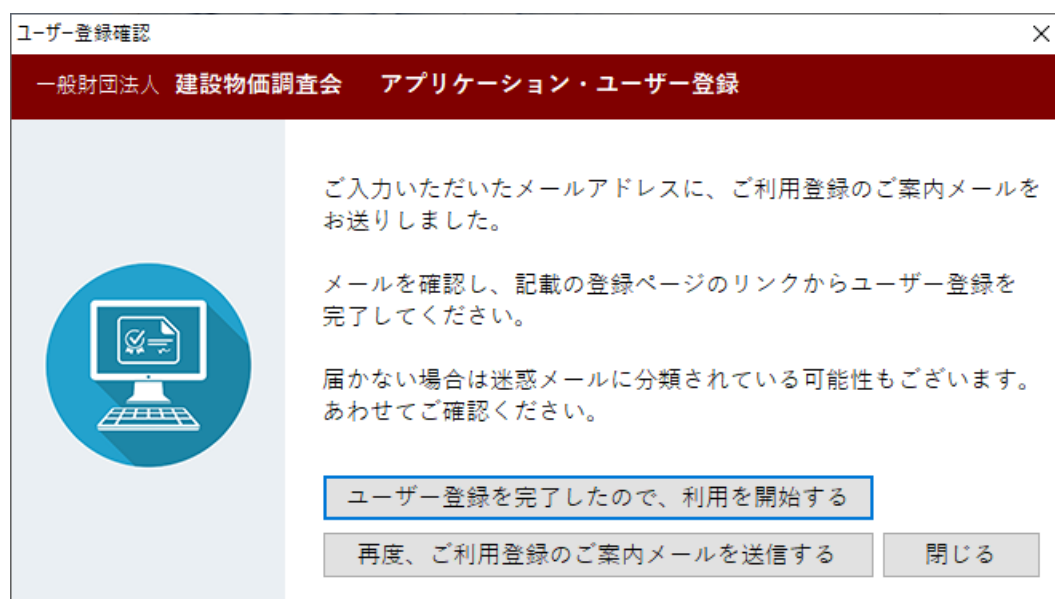 ユーザー登録確認
一般財団法人 建設物価調査会 アプリケーション・ユーザー登録
ご入力いただいたメールアドレスに、ご利用登録のご案内メールを
お送りしました。
メールを確認し、記載の登録ページのリンクからユーザー登録を
完了してください。
届かない場合は迷惑メールに分類されている可能性もございます。
あわせてご確認ください。
ユーザー登録を完了したので、利用を開始する
再度、ご利用登録のご案内メールを送信する 閉じる